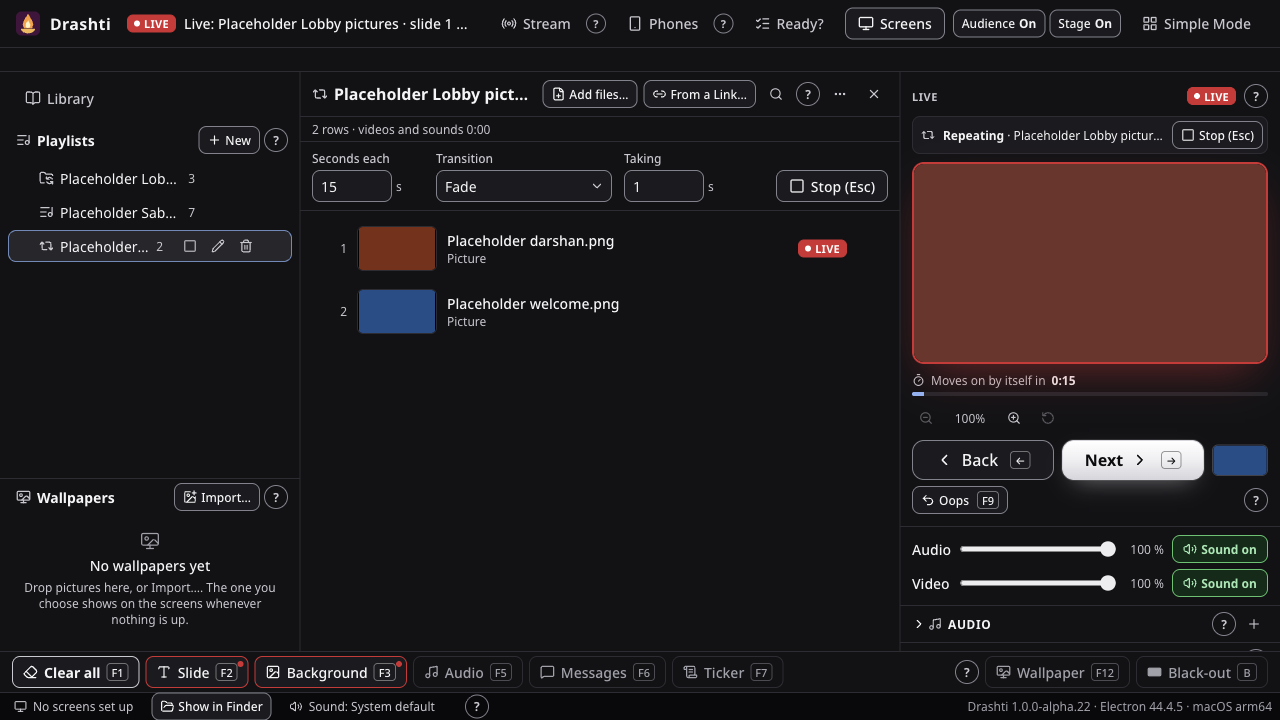 Drashti
LIVE
Live: Placeholder Lobby pictures · slide 1 ...
Stream
?
Phones
?
Ready?
Screens
Audience On
Stage On
Simple Mode
Library
Playlists
New
?
Placeholder Lob... 3
Placeholder Sab... 7
Placeholder... 2
Wallpapers
Import...
?
No wallpapers yet
Drop pictures here, or Import.... The one you
choose shows on the screens whenever
nothing is up.
Placeholder Lobby pict...
Add files...
From a Link...
?
2 rows · videos and sounds 0:00
Seconds each
Transition
Taking
15 s
Fade
1 s
Stop (Esc)
1
Placeholder darshan.png
Picture
LIVE
2
Placeholder welcome.png
Picture
LIVE
LIVE
?
Repeating · Placeholder Lobby pictur...
Stop (Esc)
Moves on by itself in 0:15
100%
Back ←
Next →
Oops F9
?
Audio 100 % Sound on
Video 100 % Sound on
AUDIO
?
Clear all F1
Slide F2
Background F3
Audio F5
Messages F6
Ticker F7
?
Wallpaper F12
Black-out B
No screens set up
Show in Finder
Sound: System default
?
Drashti 1.0.0-alpha.22 · Electron 44.4.5 · macOS arm64